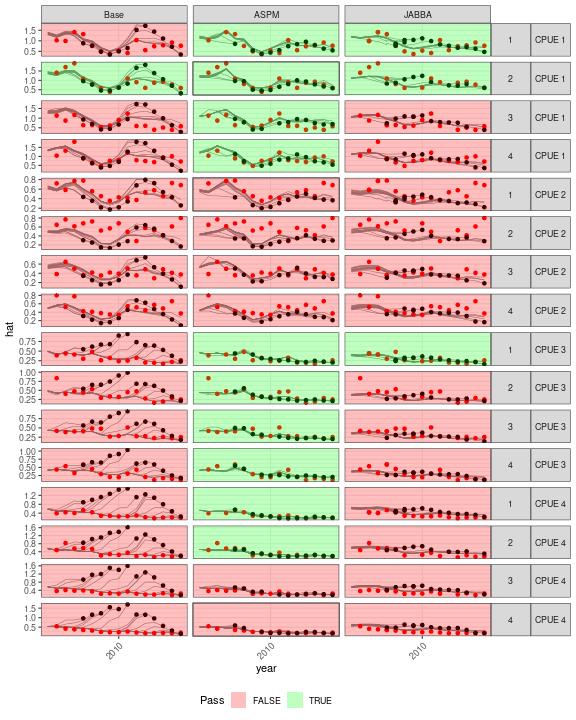 Base ASPM JABBA
1.5
1.0
0.5
1 CPUE 1
1.5
1.0
0.5
2 CPUE 1
1.5
1.0
0.5
3 CPUE 1
1.5
1.0
0.5
4 CPUE 1
0.8
0.6
0.4
0.2
1 CPUE 2
0.8
0.6
0.4
0.2
2 CPUE 2
0.6
0.4
0.2
3 CPUE 2
0.8
0.6
0.4
0.2
4 CPUE 2
0.75
0.50
0.25
1 CPUE 3
1.00
0.75
0.50
0.25
2 CPUE 3
0.75
0.50
0.25
3 CPUE 3
1.00
0.75
0.50
0.25
4 CPUE 3
1.2
0.8
0.4
1 CPUE 4
1.6
1.2
0.8
0.4
2 CPUE 4
1.6
1.2
0.8
0.4
3 CPUE 4
1.5
1.0
0.5
4 CPUE 4
hat
2010 2010 2010
year
Pass FALSE TRUE